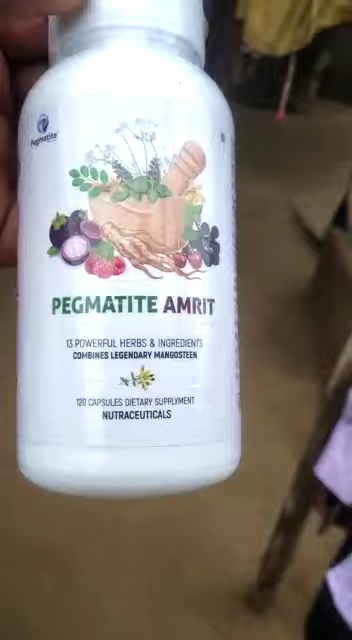 Pegmatite
PEGMATITE AMRIT
13 POWERFUL HERBS & INGREDIENTS
COMBINES LEGENDARY MANGOSTEEN
120 CAPSULES DIETARY SUPPLYMENT
NUTRACEUTICALS